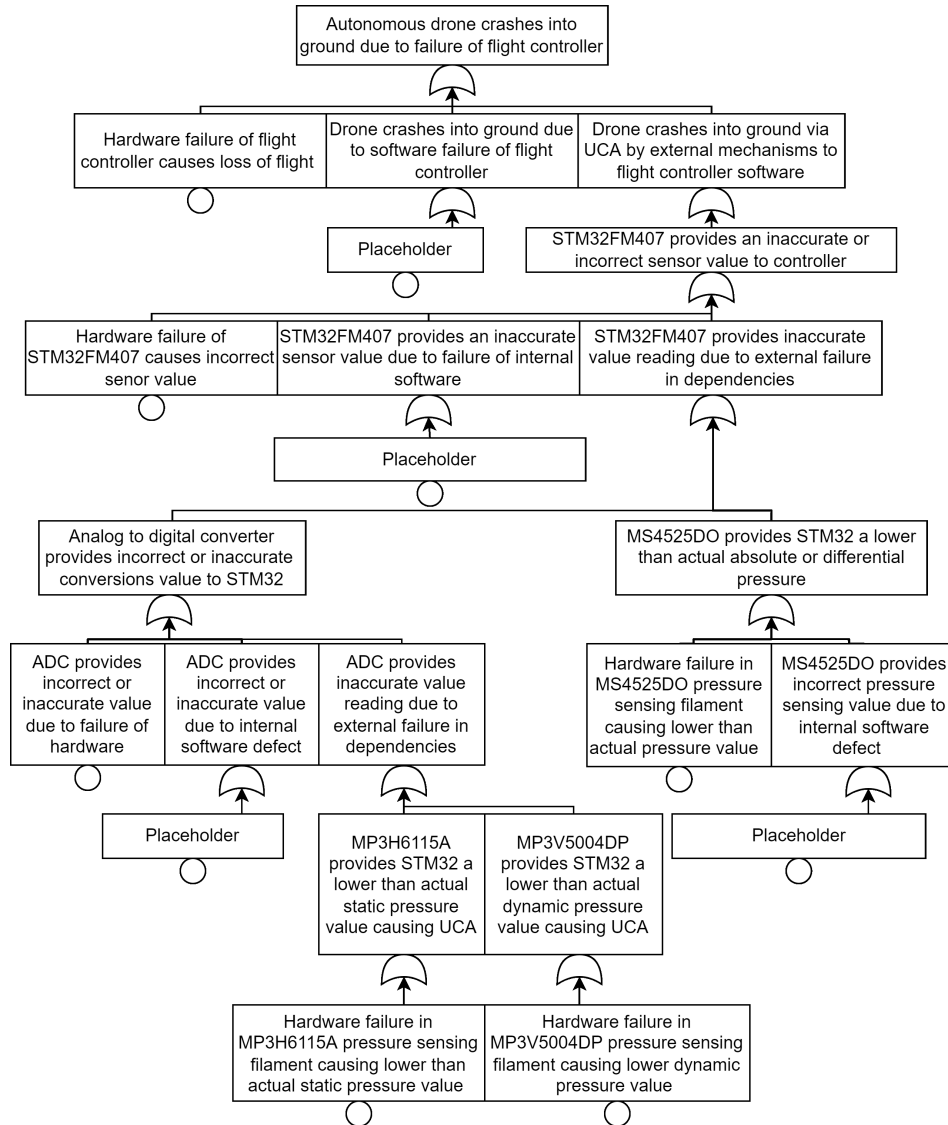 Autonomous drone crashes into
ground due to failure of flight controller
Hardware failure of flight
controller causes loss of flight
Drone crashes into ground due
to software failure of flight
controller
Drone crashes into ground via
UCA by external mechanisms to
flight controller software
Placeholder
STM32FM407 provides an inaccurate or
incorrect sensor value to controller
Hardware failure of
STM32FM407 causes incorrect
senor value
STM32FM407 provides an inaccurate
sensor value due to failure of internal
software
STM32FM407 provides inaccurate
value reading due to external failure
in dependencies
Placeholder
Analog to digital converter
provides incorrect or inaccurate
conversions value to STM32
MS4525DO provides STM32 a lower
than actual absolute or differential
pressure
ADC provides
incorrect or
inaccurate value
due to failure of
hardware
ADC provides
incorrect or
inaccurate value
due to internal
software defect
ADC provides
inaccurate value
reading due to
external failure in
dependencies
Hardware failure in
MS4525DO pressure
sensing filament
causing lower than
actual pressure value
MS4525DO provides
incorrect pressure
sensing value due to
internal software
defect
Placeholder
MP3H6115A
provides STM32 a
lower than actual
static pressure
value causing UCA
MP3V5004DP
provides STM32 a
lower than actual
dynamic pressure
value causing UCA
Placeholder
Hardware failure in
MP3H6115A pressure sensing
filament causing lower than
actual static pressure value
Hardware failure in
MP3V5004DP pressure sensing
filament causing lower dynamic
pressure value